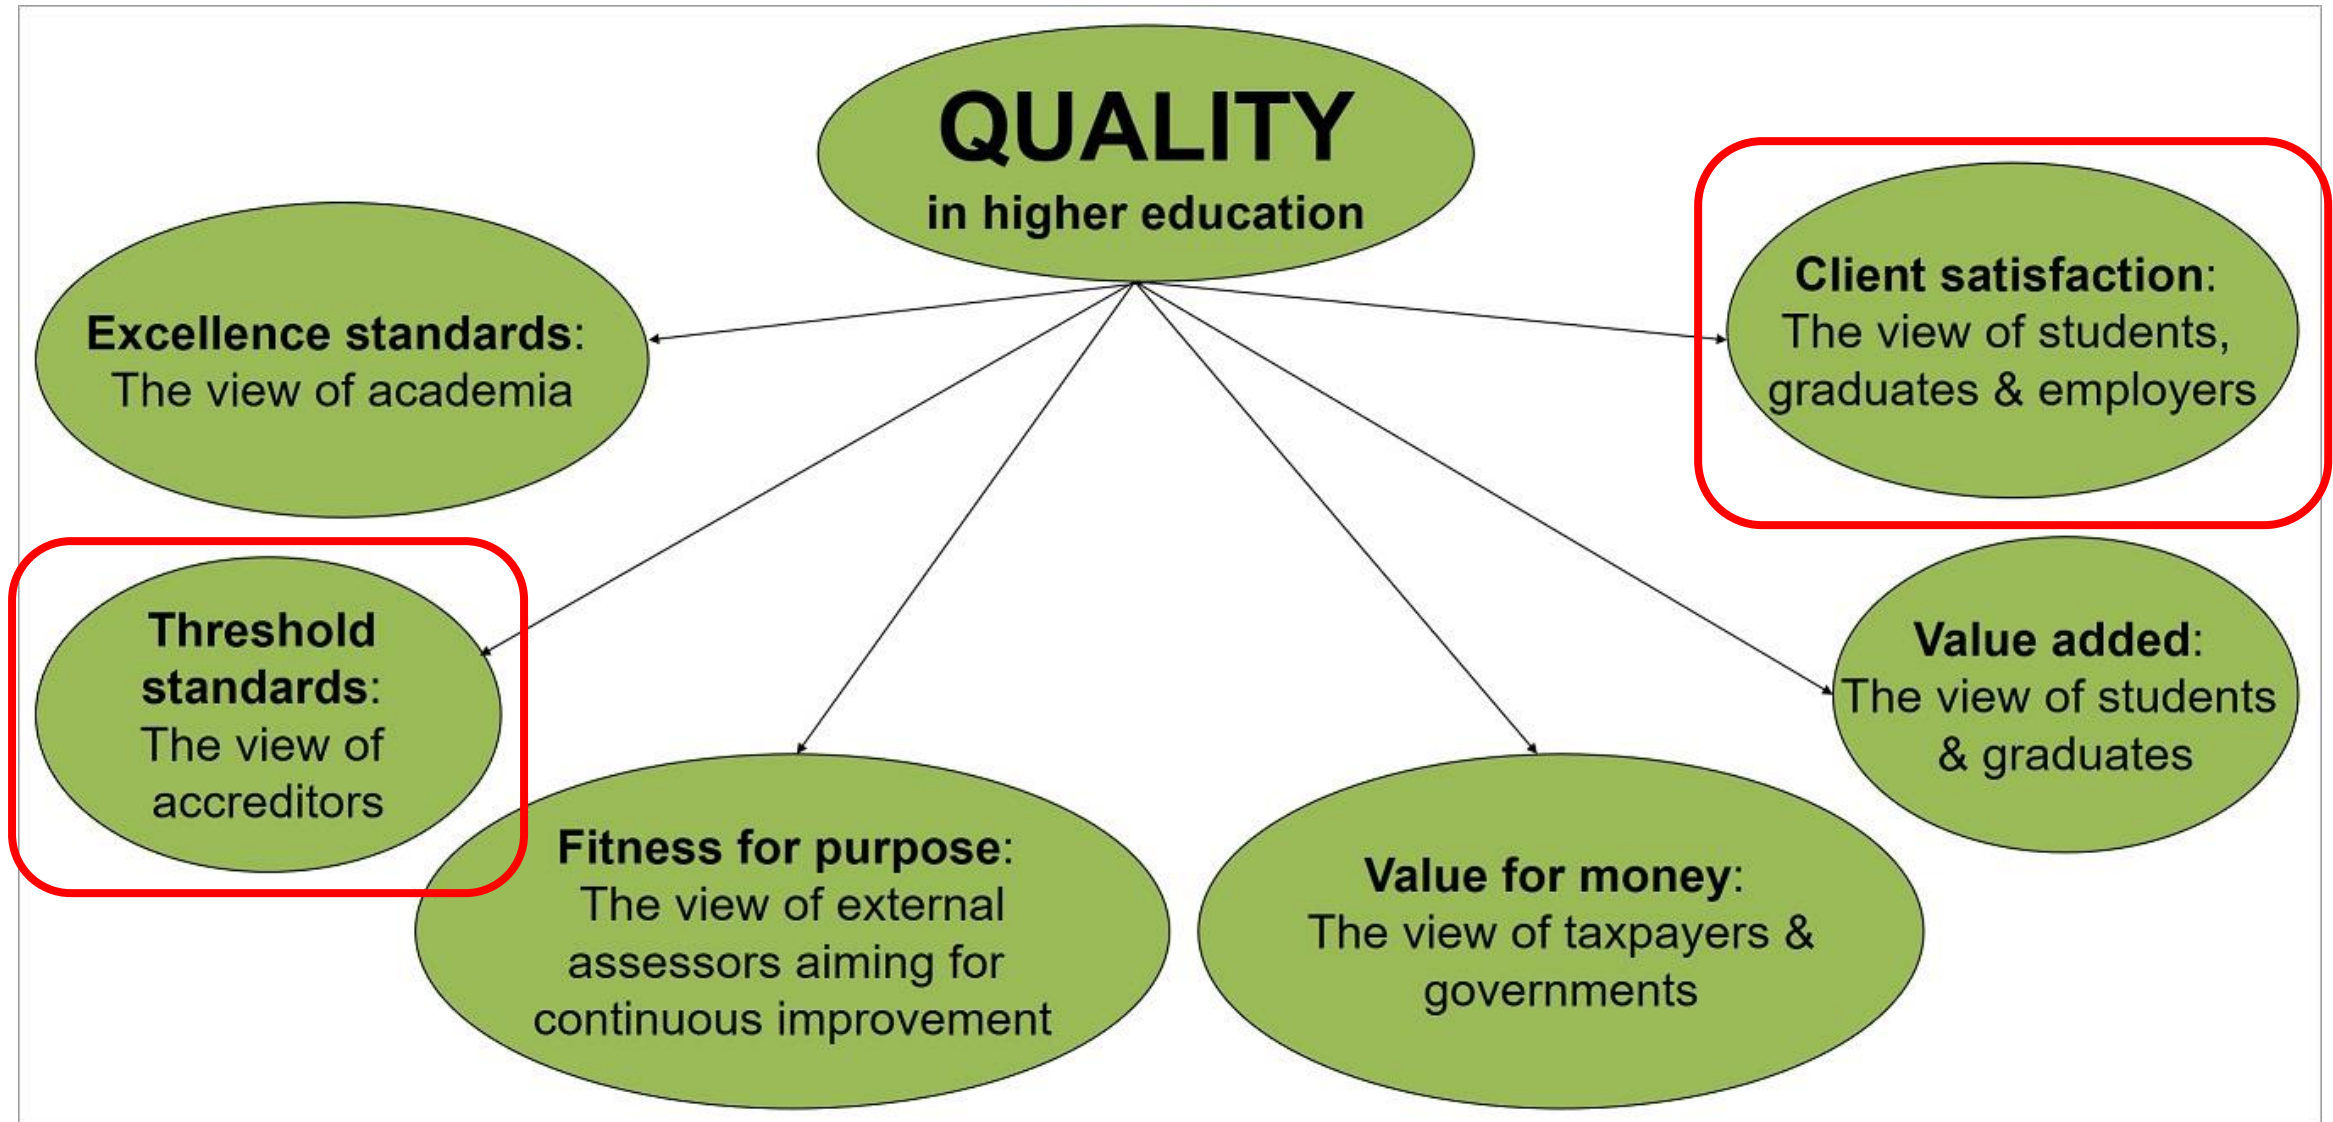 QUALITY
in higher education
Excellence standards:
The view of academia
Client satisfaction:
The view of students,
graduates & employers
Threshold
standards:
The view of
accreditors
Fitness for purpose:
The view of external
assessors aiming for
continuous improvement
Value for money:
The view of taxpayers &
governments
Value added:
The view of students
& graduates